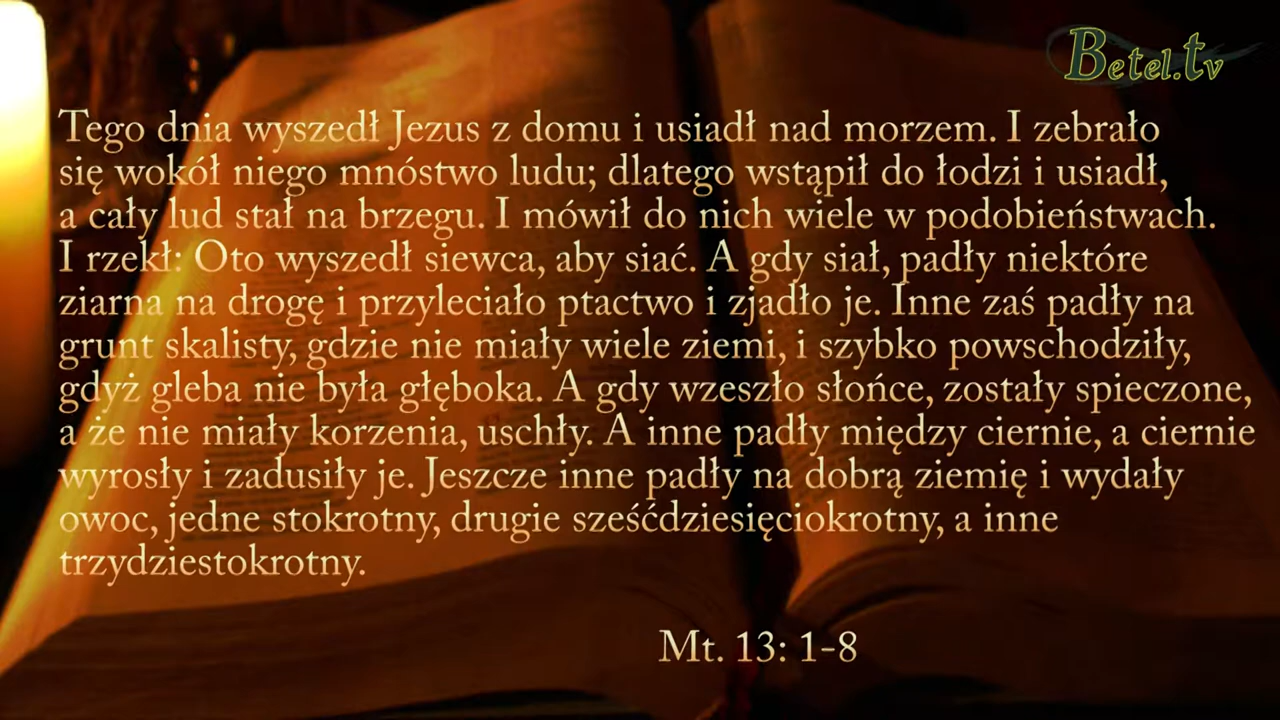 Betel.tv
Tego dnia wyszedł Jezus z domu i usiadł nad morzem. I zebrało
się wokół niego mnóstwo ludu; dlatego wstąpił do łodzi i usiadł,
a cały lud stał na brzegu. I mówił do nich wiele w podobieństwach.
I rzekł: Oto wyszedł siewca, aby siać. A gdy siał, padły niektóre
ziarna na drogę i przyleciało ptactwo i zjadło je. Inne zaś padły na
grunt skalisty, gdzie nie miały wiele ziemi, i szybko powschodziły,
gdyż gleba nie była głęboka. A gdy wzeszło słońce, zostały spieczone,
a że nie miały korzenia, uschły. A inne padły między ciernie, a ciernie
wyrosły i zadusiły je. Jeszcze inne padły na dobrą ziemię i wydały
owoc, jedne stokrotny, drugie sześćdziesięciokrotny, a inne
trzydziestokrotny.
Mt. 13: 1-8